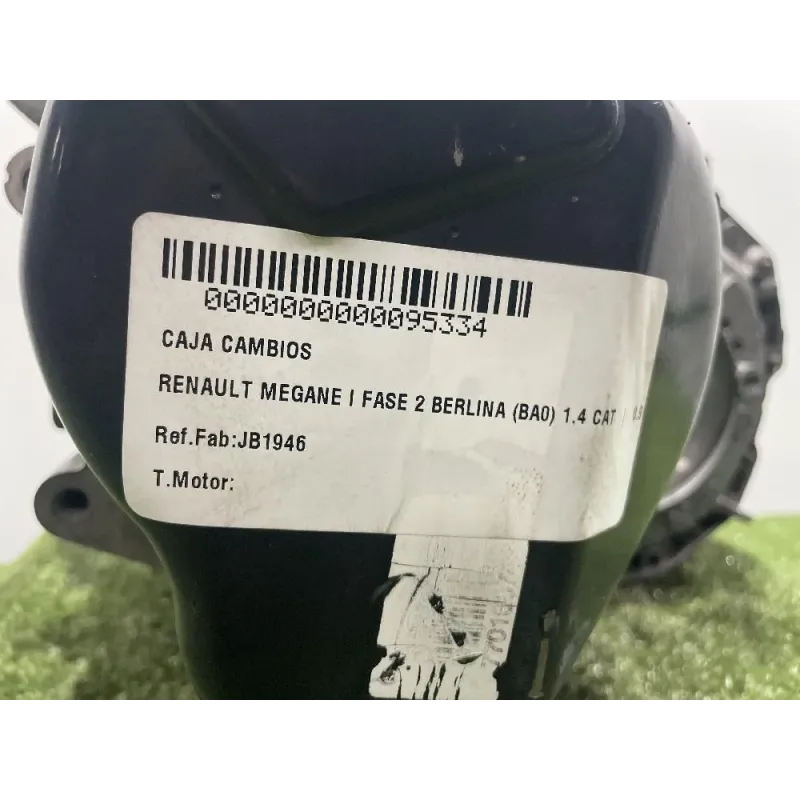 0000000000095334
CAJA CAMBIOS
RENAULT MEGANE I FASE 2 BERLINA (BA0) 1.4 CAT |
Ref.Fab:JB1946
T.Motor: